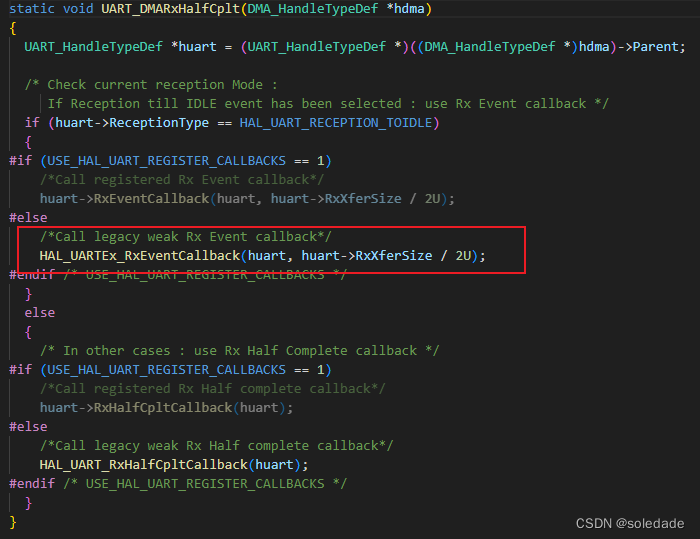 static void UART_DMARxHalfCplt(DMA_HandleTypeDef *hdma)
{
  UART_HandleTypeDef *huart = (UART_HandleTypeDef *)((DMA_HandleTypeDef *)hdma)->Parent;

  /* Check current reception Mode :
     If Reception till IDLE event has been selected : use Rx Event callback */
  if (huart->ReceptionType == HAL_UART_RECEPTION_TOIDLE)
  {
#if (USE_HAL_UART_REGISTER_CALLBACKS == 1)
    /*Call registered Rx Event callback*/
    huart->RxEventCallback(huart, huart->RxXferSize / 2U);
#else
    /*Call legacy weak Rx Event callback*/
    HAL_UARTEx_RxEventCallback(huart, huart->RxXferSize / 2U);
#endif /* USE_HAL_UART_REGISTER_CALLBACKS */
  }
  else
  {
    /* In other cases : use Rx Half Complete callback */
#if (USE_HAL_UART_REGISTER_CALLBACKS == 1)
    /*Call registered Rx Half complete callback*/
    huart->RxHalfCpltCallback(huart);
#else
    /*Call legacy weak Rx Half complete callback*/
    HAL_UART_RxHalfCpltCallback(huart);
#endif /* USE_HAL_UART_REGISTER_CALLBACKS */
  }
}
CSDN @soledade